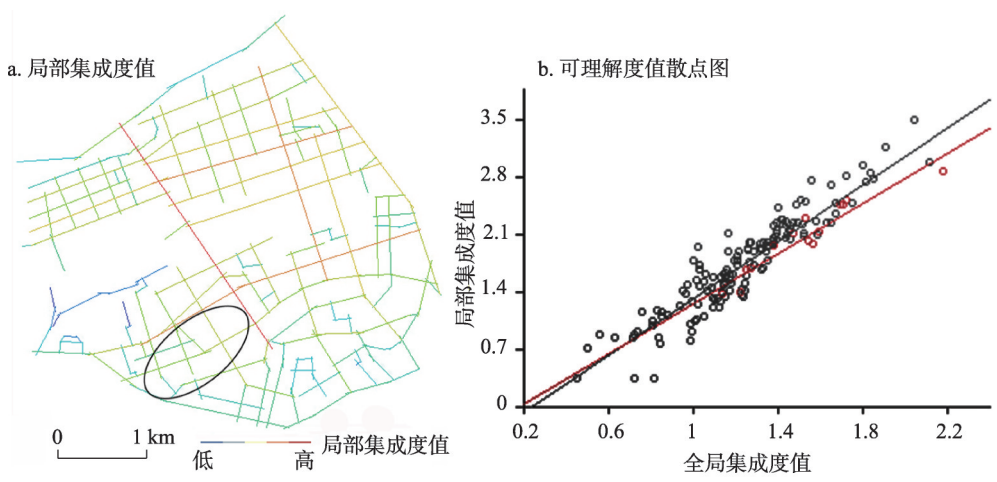 a. 局部集成度值
0
1 km
局部集成度值
低
高
b. 可理解度值散点图
局部集成度值
3.5
2.8
2.1
1.4
0.7
0
0.2
0.6
1
1.4
1.8
2.2
全局集成度值